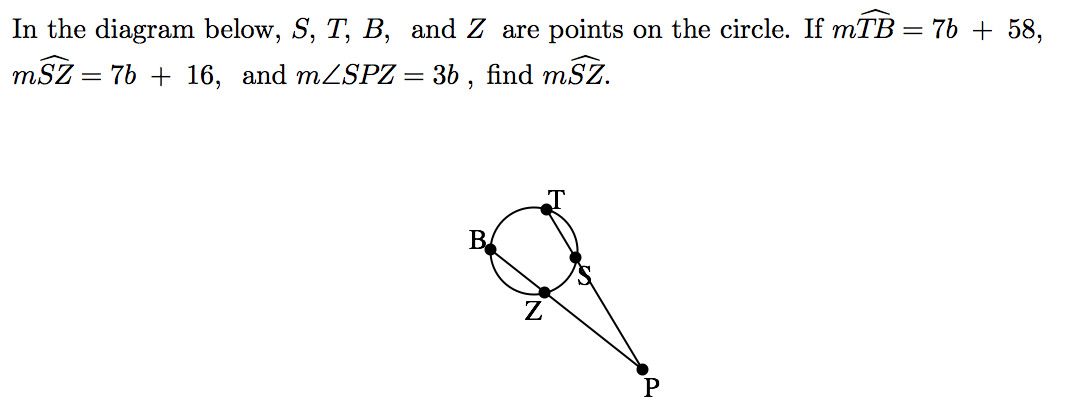 In the diagram below, S, T, B, and Z are points on the circle. If m\widehat{TB} = 7b + 58,
m\widehat{SZ} = 7b + 16, and m∠SPZ = 3b , find m\widehat{SZ}.
T
B
S
Z
P